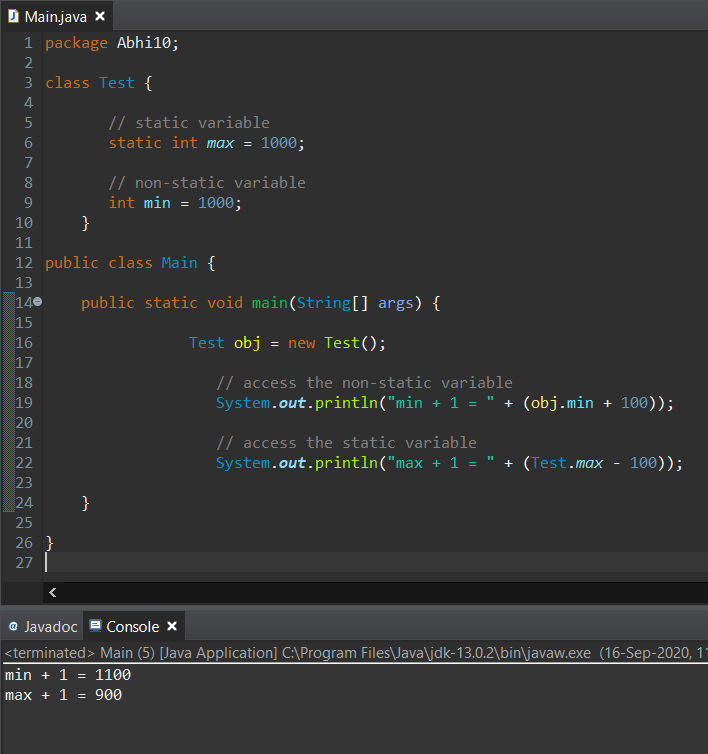 Main.java
1 package Abhi10;
2
3 class Test {
4
5 // static variable
6 static int max = 1000;
7
8 // non-static variable
9 int min = 1000;
10 }
11
12 public class Main {
13
14 public static void main(String[] args) {
15
16 Test obj = new Test();
17
18 // access the non-static variable
19 System.out.println("min + 1 = " + (obj.min + 100));
20
21 // access the static variable
22 System.out.println("max + 1 = " + (Test.max - 100));
23
24 }
25
26 }
27
@ Javadoc Console
<terminated> Main (5) [Java Application] C:\Program Files\Java\jdk-13.0.2\bin\javaw.exe (16-Sep-2020, 11
min + 1 = 1100
max + 1 = 900